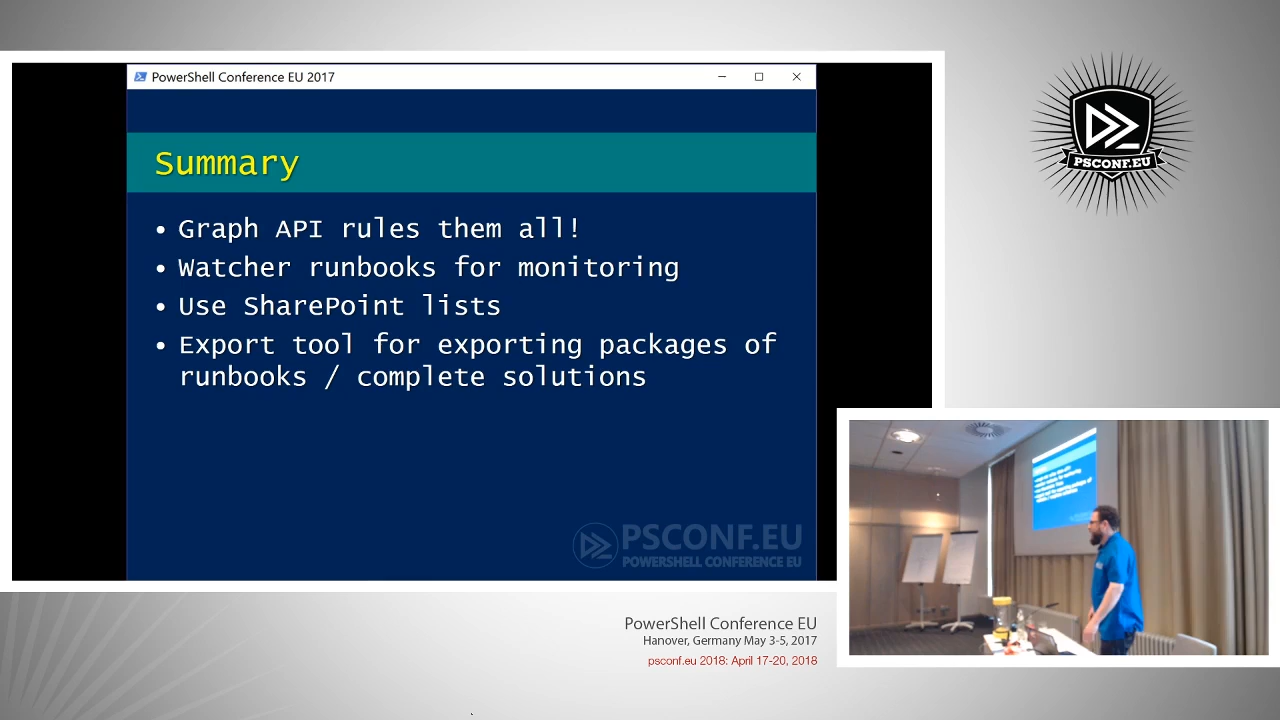 PowerShell Conference EU 2017
Summary
• Graph API rules them all!
• Watcher runbooks for monitoring
• Use SharePoint lists
• Export tool for exporting packages of
runbooks / complete solutions
PSCONF.EU
POWERSHELL CONFERENCE EU
PSCONF.EU
PowerShell Conference EU
Hanover, Germany May 3-5, 2017
psconf.eu 2018: April 17-20, 2018